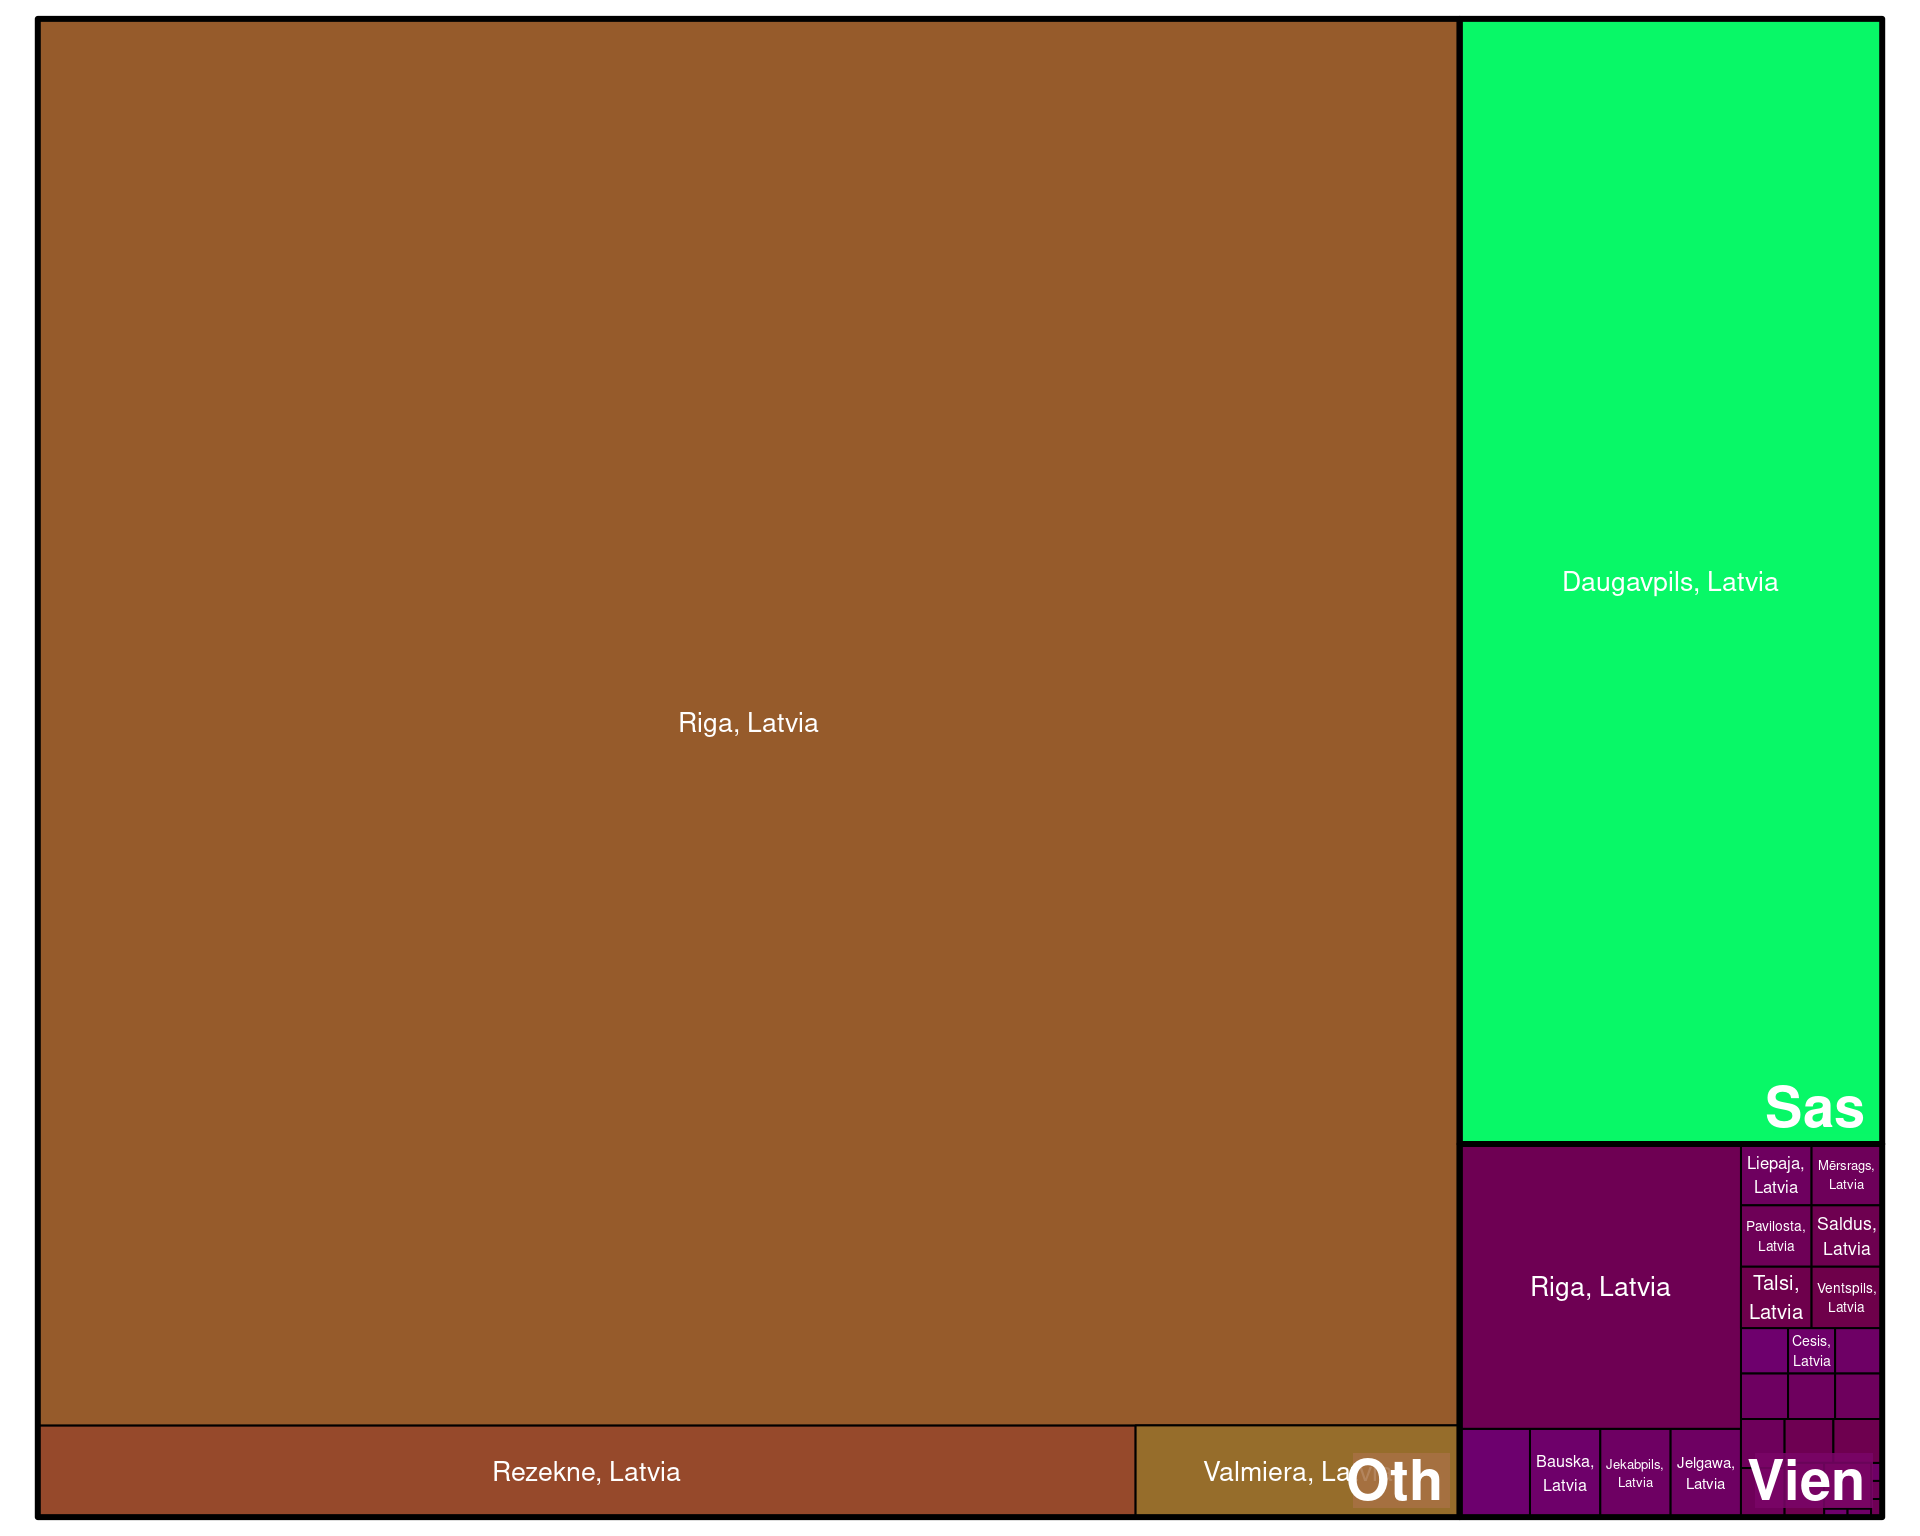 Riga, Latvia
Rezekne, Latvia
Valmiera, La
Oth
Daugavpils, Latvia
Sas
Riga, Latvia
Liepaja,
Latvia
Mērsrags,
Latvia
Pavilosta,
Latvia
Saldus,
Latvia
Talsi,
Latvia
Ventspils,
Latvia
Cesis,
Latvia
Bauska,
Latvia
Jekabpils,
Latvia
Jelgawa,
Latvia
Vien